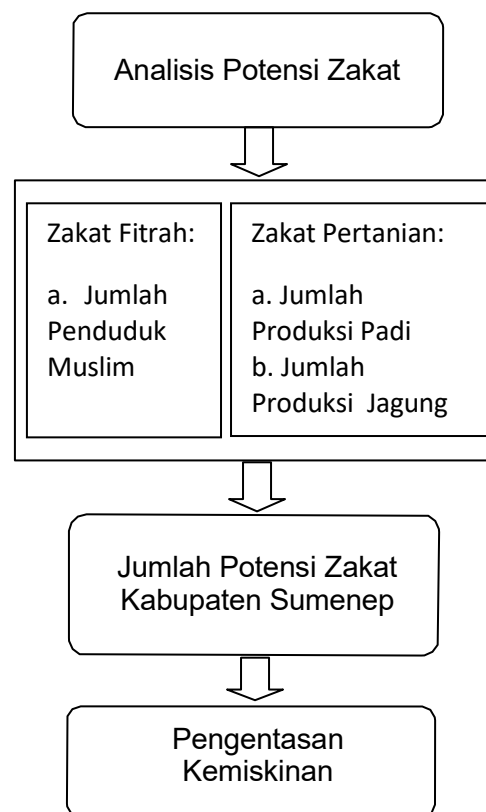 Analisis Potensi Zakat
Zakat Fitrah:
a. Jumlah
Penduduk
Muslim
Zakat Pertanian:
a. Jumlah
Produksi Padi
b. Jumlah
Produksi Jagung
Jumlah Potensi Zakat
Kabupaten Sumenep
Pengentasan
Kemiskinan